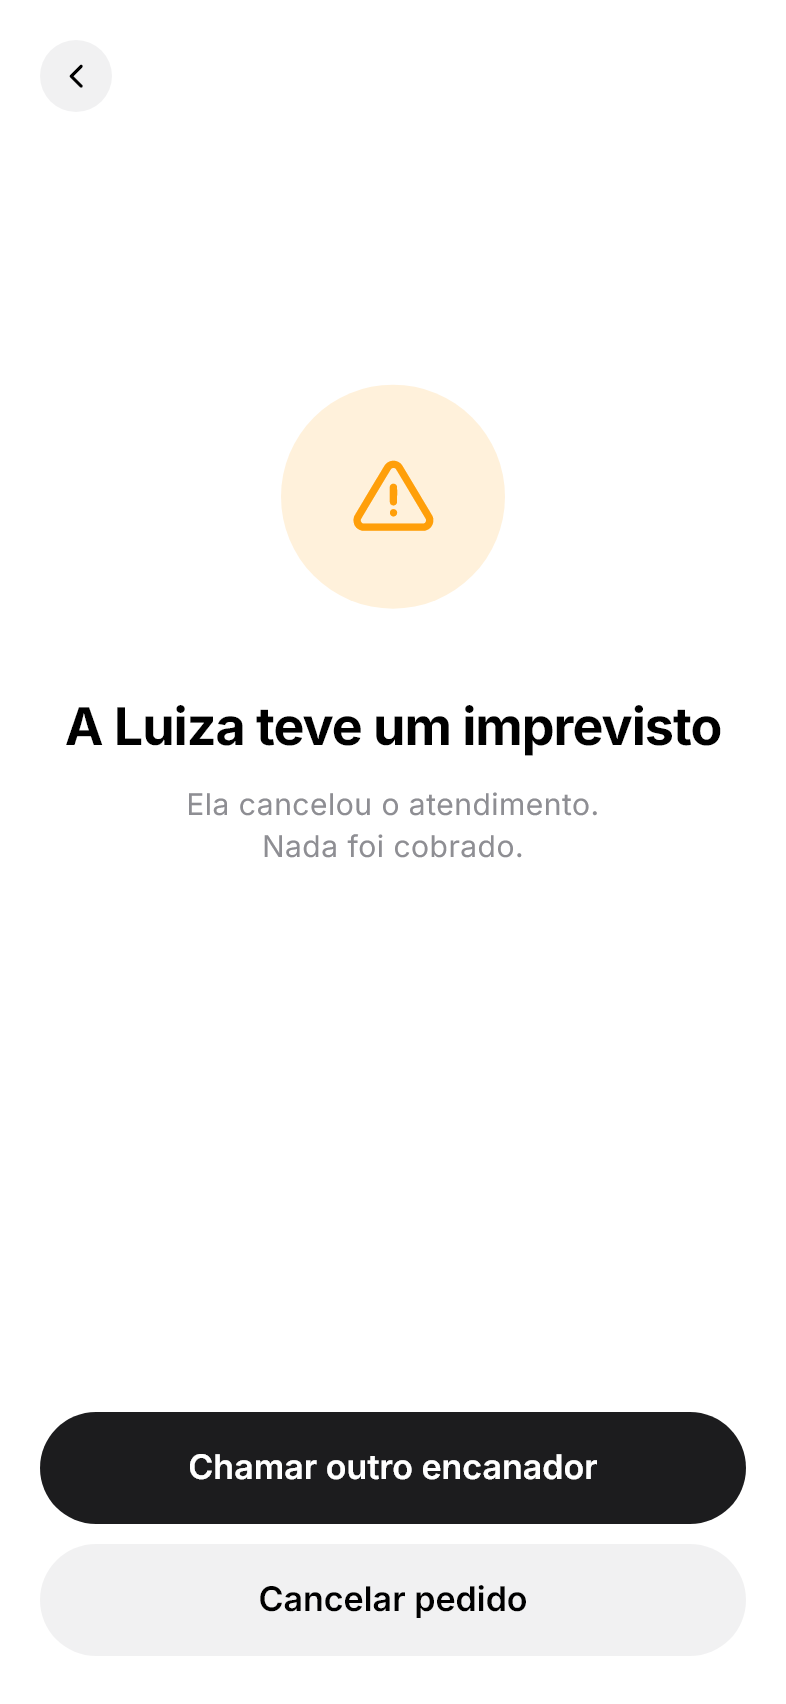 A Luiza teve um imprevisto
Ela cancelou o atendimento.
Nada foi cobrado.
Chamar outro encanador
Cancelar pedido